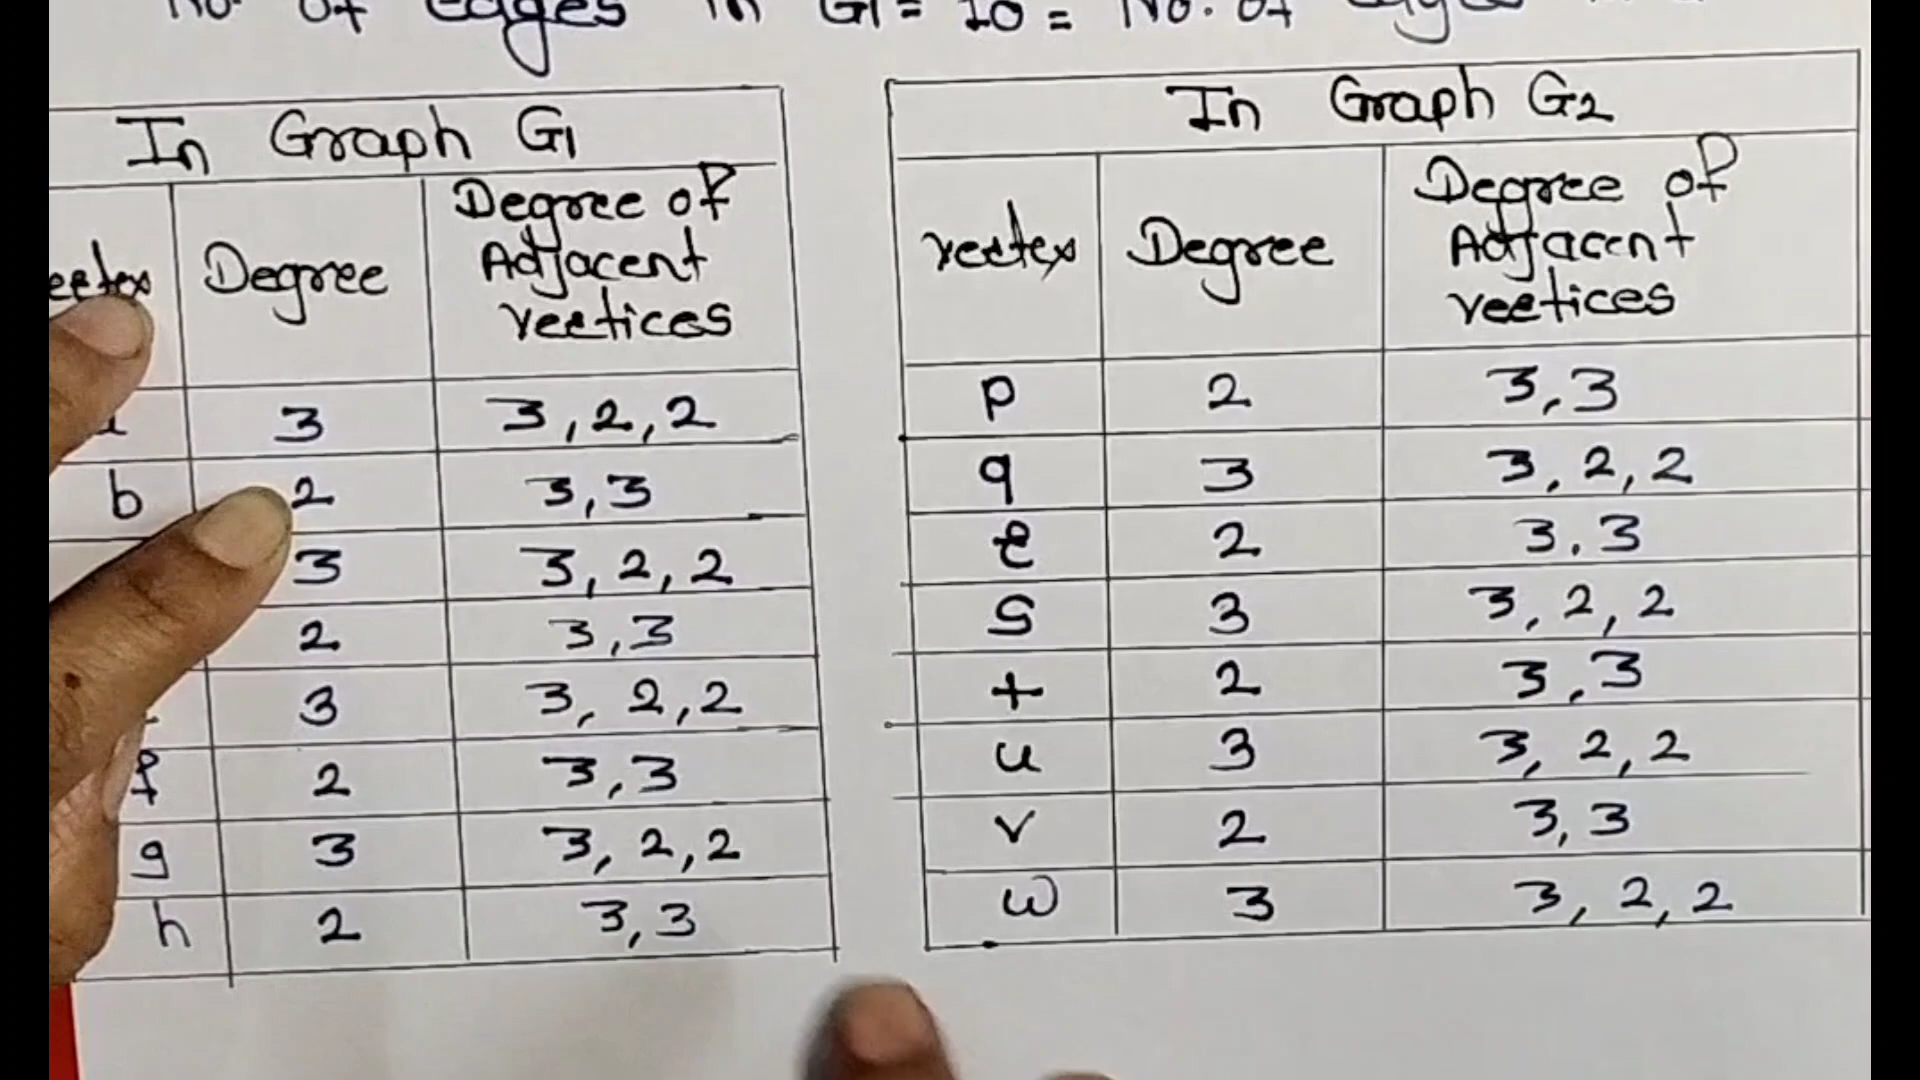 No. of edges in G1 = 10 = No. of edges
In Graph G1
Degree
Degree of Adjacent vertices
3 3,2,2
b 2 3,3
3 3,2,2
2 3,3
3 3,2,2
f 2 3,3
g 3 3,2,2
h 2 3,3
In Graph G2
vertex Degree
Degree of Adjacent vertices
p 2 3,3
q 3 3,2,2
r 2 3,3
s 3 3,2,2
t 2 3,3
u 3 3,2,2
v 2 3,3
w 3 3,2,2